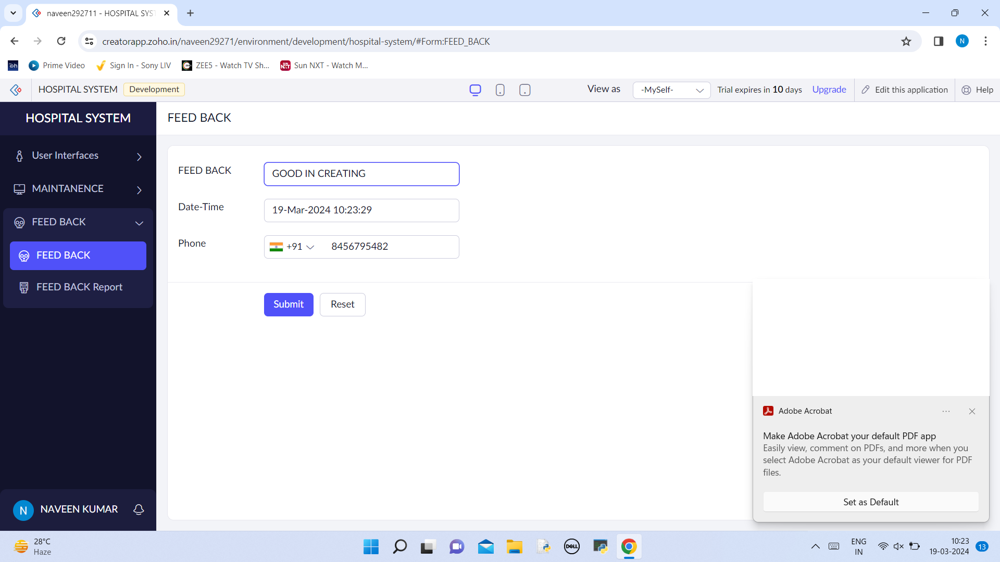 naveen292711 - HOSPITAL SYS
creatorapp.zoho.in/naveen29271/environment/development/hospital-system/#Form:FEED_BACK
N
Dh
Prime Video
Sign In - Sony LIV
ZEE5 - Watch TV Sh...
SUN NXT
Sun NXT - Watch M...
HOSPITAL SYSTEM
Development
View as
-MySelf-
Trial expires in 10 days
Upgrade
Edit this application
Help
HOSPITAL SYSTEM
FEED BACK
User Interfaces
MAINTANENCE
FEED BACK
FEED BACK
FEED BACK Report
FEED BACK
GOOD IN CREATING
Date-Time
19-Mar-2024 10:23:29
Phone
+91
8456795482
Submit
Reset
Adobe Acrobat
Make Adobe Acrobat your default PDF app
Easily view, comment on PDFs, and more when you
select Adobe Acrobat as your default viewer for PDF
files.
Set as Default
N
NAVEEN KUMAR
28°C
Haze
DELL
ENG
IN
10:23
19-03-2024
13